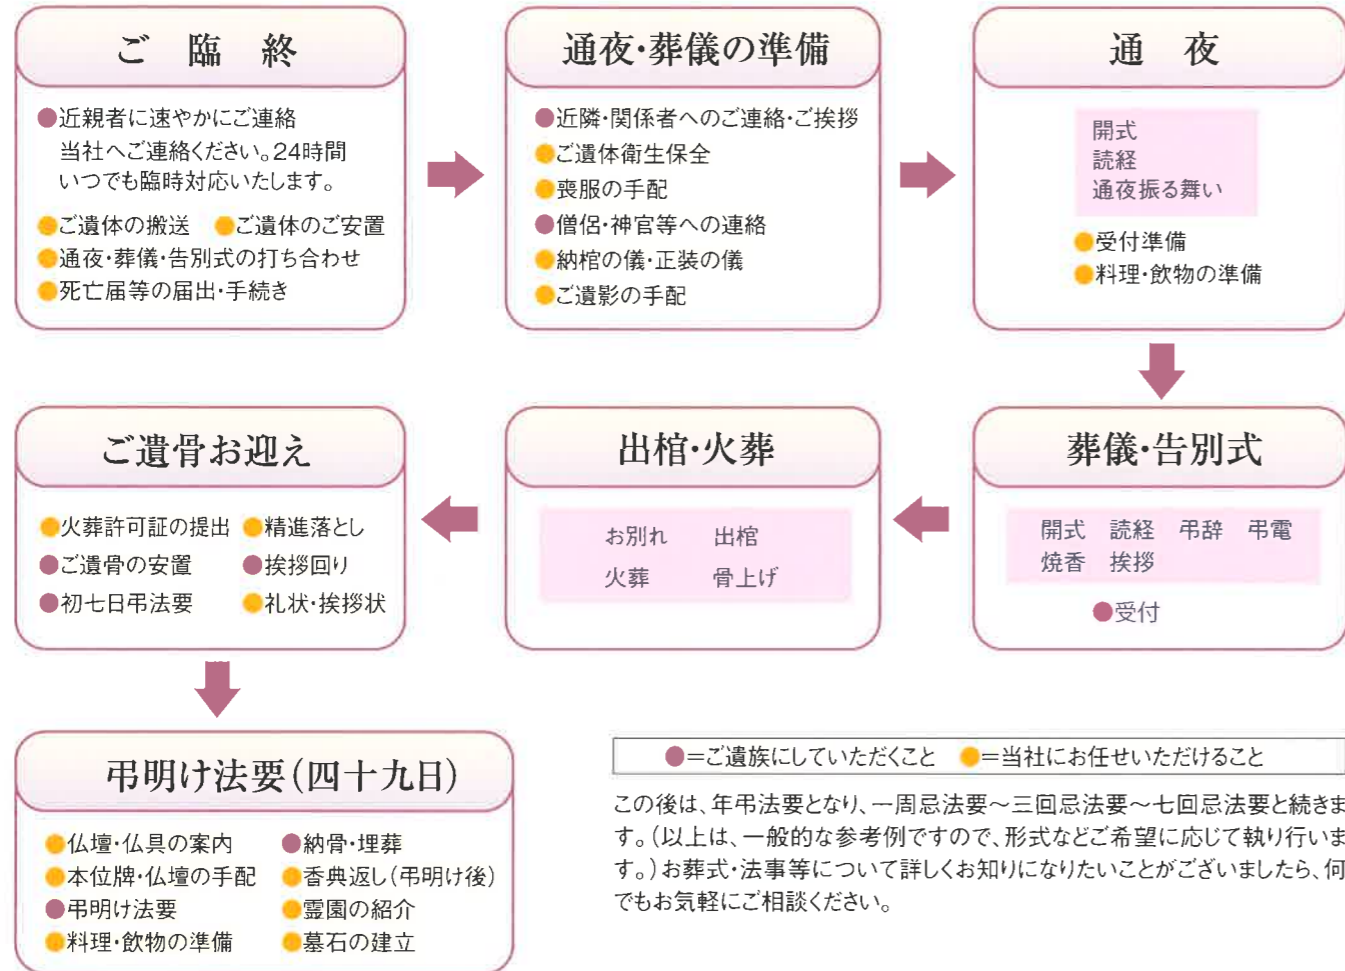 ご臨終
●近親者に速やかにご連絡
当社へご連絡ください。24時間
いつでも臨時対応いたします。
●ご遺体の搬送 ●ご遺体のご安置
●通夜・葬儀・告別式の打ち合わせ
●死亡届等の届出・手続き
通夜・葬儀の準備
●近隣・関係者へのご連絡・ご挨拶
●ご遺体衛生保全
●喪服の手配
●僧侶・神官等への連絡
●納棺の儀・正装の儀
●ご遺影の手配
通夜
開式
読経
通夜振る舞い
●受付準備
●料理・飲物の準備
葬儀・告別式
開式 読経 弔辞 弔電
焼香 挨拶
●受付
出棺・火葬
お別れ 出棺
火葬 骨上げ
ご遺骨お迎え
●火葬許可証の提出 ●精進落とし
●ご遺骨の安置 ●挨拶回り
●初七日弔法要 ●礼状・挨拶状
弔明け法要(四十九日)
●仏壇・仏具の案内 ●納骨・埋葬
●本位牌・仏壇の手配 ●香典返し(弔明け後)
●弔明け法要 ●霊園の紹介
●料理・飲物の準備 ●墓石の建立
●=ご遺族にしていただくこと ●=当社にお任せいただけること
この後は、年弔法要となり、一周忌法要~三回忌法要~七回忌法要と続きま
す。(以上は、一般的な参考例ですので、形式などご希望に応じて執り行いま
す。)お葬式・法事等について詳しくお知りになりたいことがございましたら、何
でもお気軽にご相談ください。